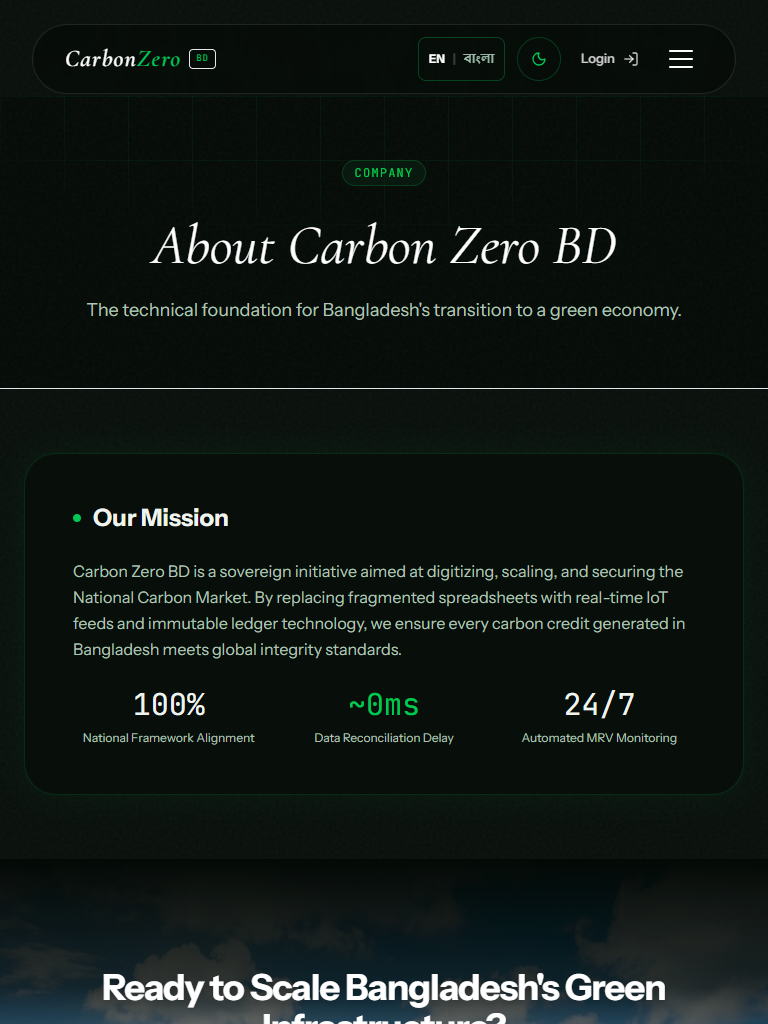 CarbonZero BD
EN | বাংলা
Login
COMPANY
About Carbon Zero BD
The technical foundation for Bangladesh's transition to a green economy.
Our Mission
Carbon Zero BD is a sovereign initiative aimed at digitizing, scaling, and securing the
National Carbon Market. By replacing fragmented spreadsheets with real-time IoT
feeds and immutable ledger technology, we ensure every carbon credit generated in
Bangladesh meets global integrity standards.
100% ~0ms 24/7
National Framework Alignment Data Reconciliation Delay Automated MRV Monitoring
Ready to Scale Bangladesh's Green
Infrastructure?